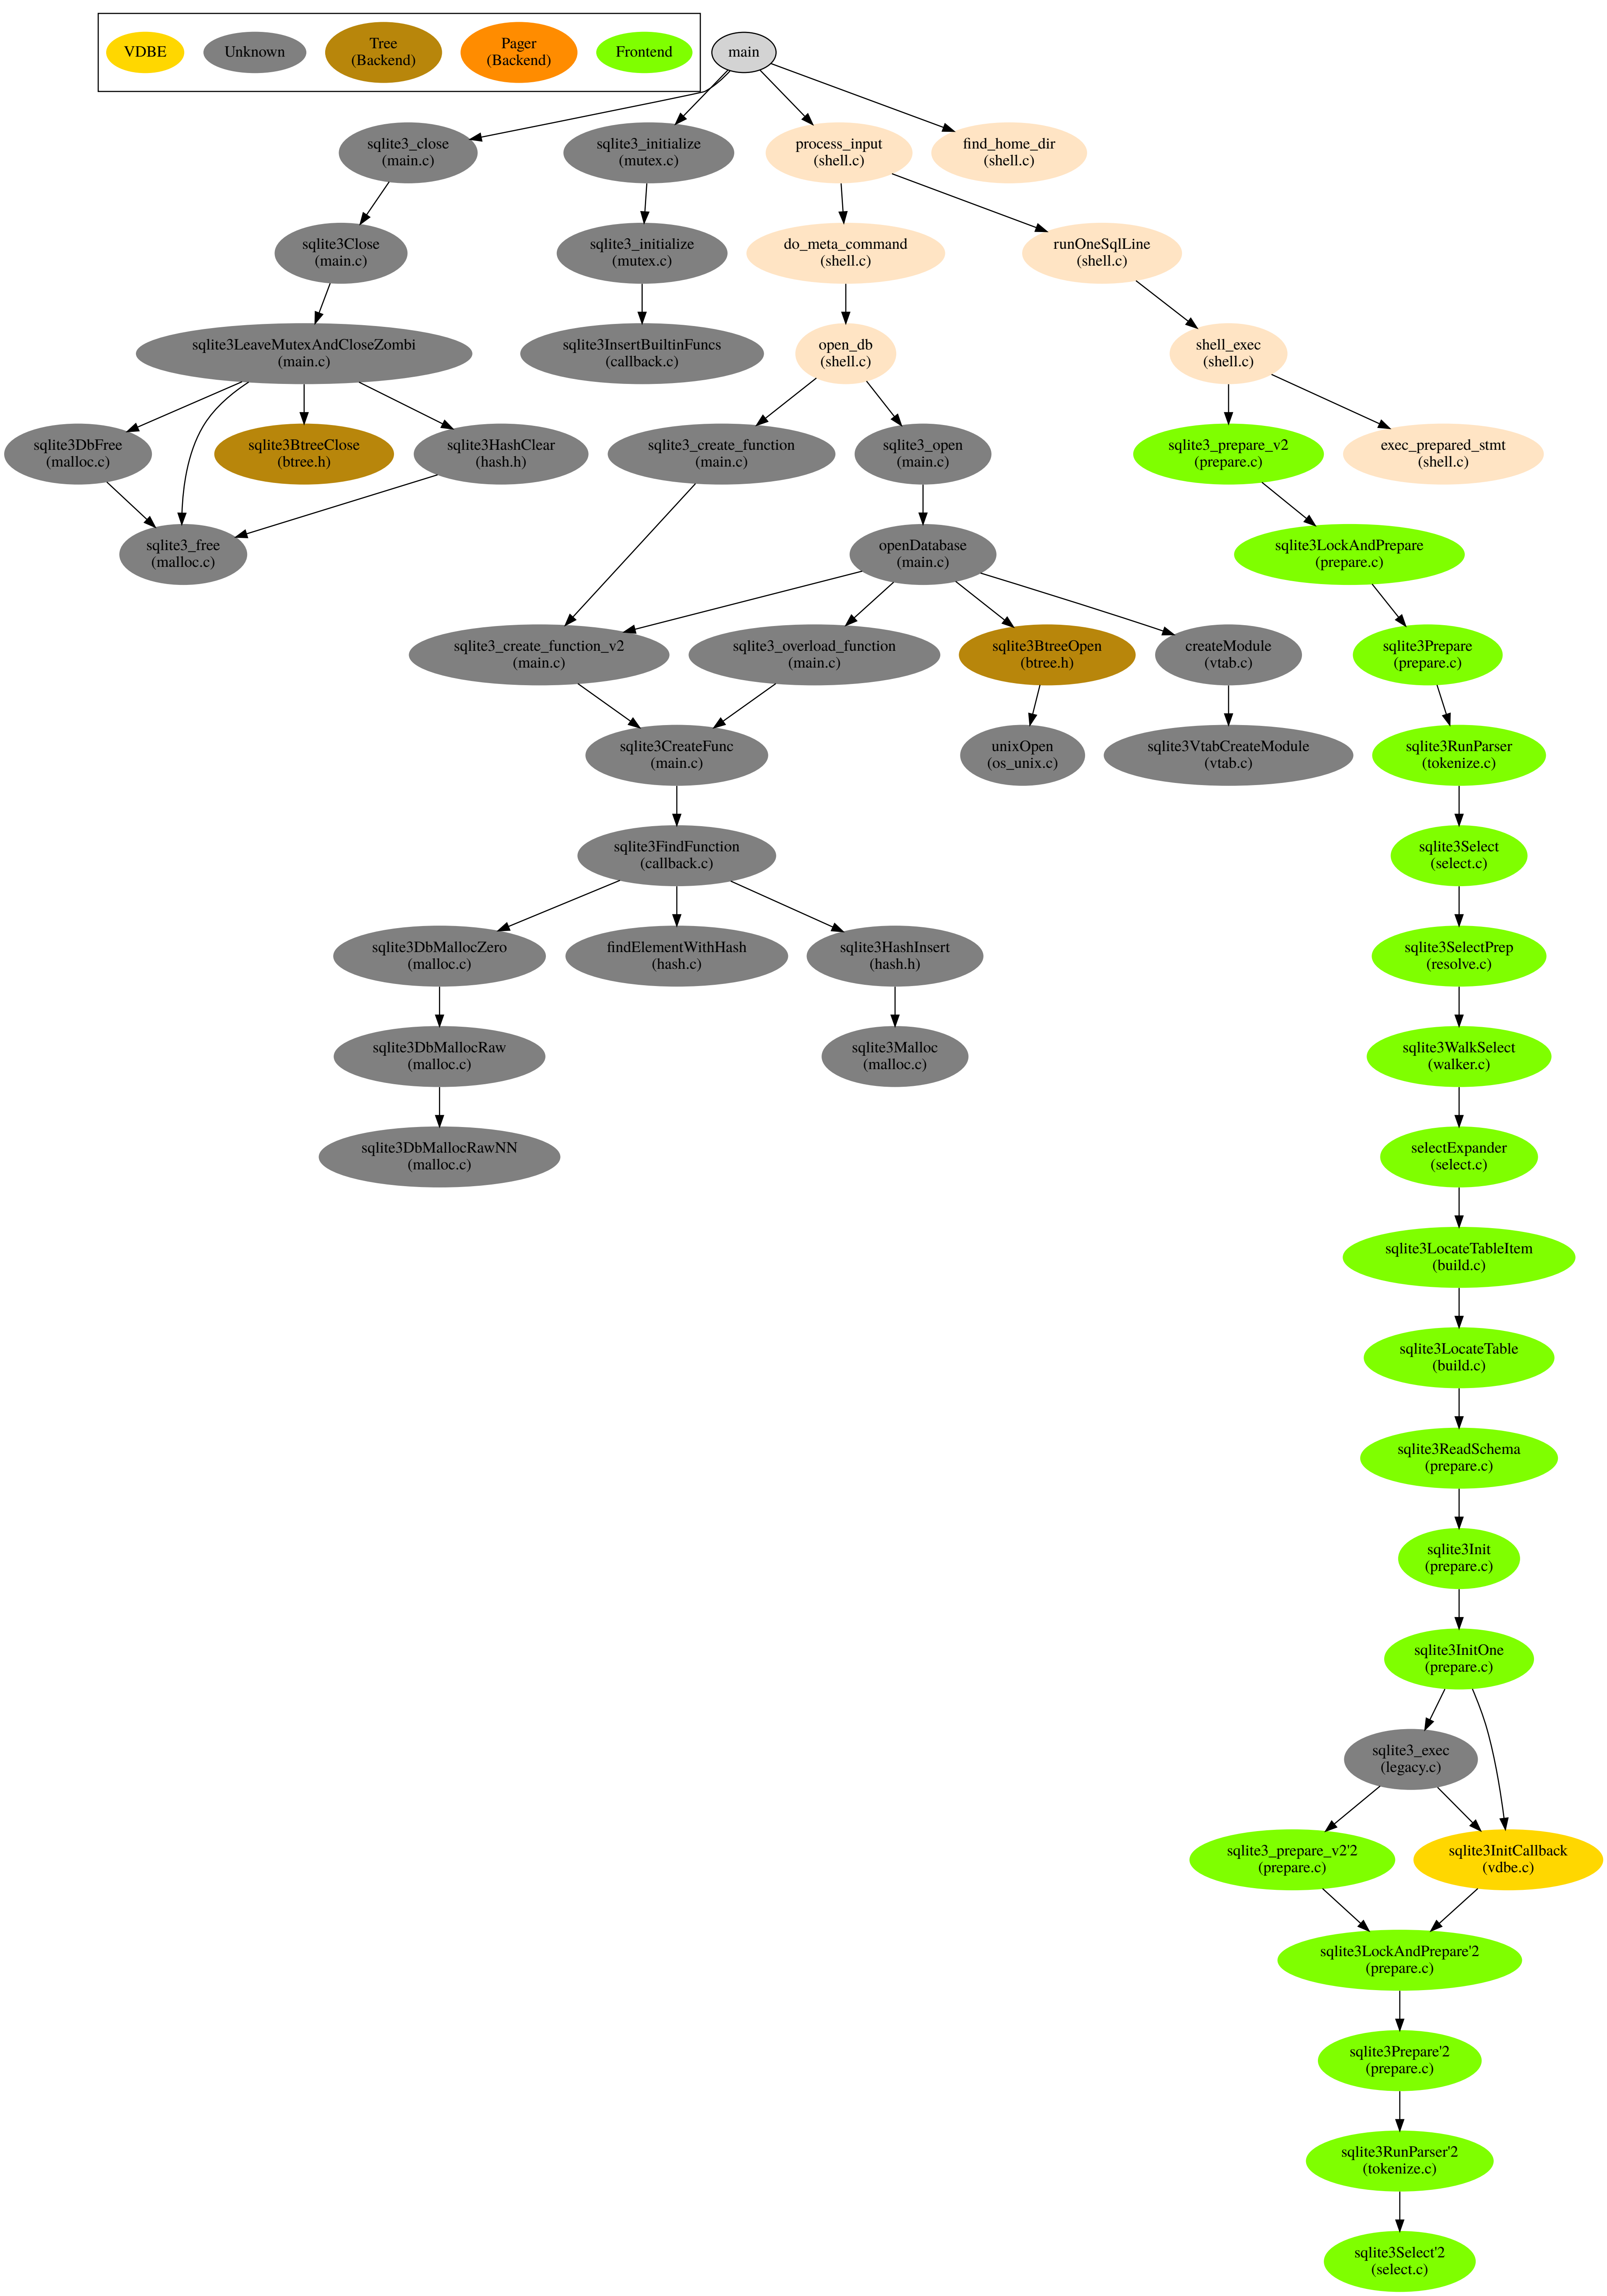 VDBE
Unknown
Tree
(Backend)
Pager
(Backend)
Frontend
main
sqlite3_close
(main.c)
sqlite3_initialize
(mutex.c)
process_input
(shell.c)
find_home_dir
(shell.c)
sqlite3Close
(main.c)
sqlite3_initialize
(mutex.c)
do_meta_command
(shell.c)
runOneSqlLine
(shell.c)
sqlite3LeaveMutexAndCloseZombi
(main.c)
sqlite3InsertBuiltinFuncs
(callback.c)
open_db
(shell.c)
shell_exec
(shell.c)
sqlite3DbFree
(malloc.c)
sqlite3BtreeClose
(btree.h)
sqlite3HashClear
(hash.h)
sqlite3_create_function
(main.c)
sqlite3_open
(main.c)
sqlite3_prepare_v2
(prepare.c)
exec_prepared_stmt
(shell.c)
sqlite3_free
(malloc.c)
openDatabase
(main.c)
sqlite3LockAndPrepare
(prepare.c)
sqlite3_create_function_v2
(main.c)
sqlite3_overload_function
(main.c)
sqlite3BtreeOpen
(btree.h)
createModule
(vtab.c)
sqlite3Prepare
(prepare.c)
sqlite3CreateFunc
(main.c)
unixOpen
(os_unix.c)
sqlite3VtabCreateModule
(vtab.c)
sqlite3RunParser
(tokenize.c)
sqlite3FindFunction
(callback.c)
sqlite3Select
(select.c)
sqlite3DbMallocZero
(malloc.c)
findElementWithHash
(hash.c)
sqlite3HashInsert
(hash.h)
sqlite3SelectPrep
(resolve.c)
sqlite3DbMallocRaw
(malloc.c)
sqlite3Malloc
(malloc.c)
sqlite3WalkSelect
(walker.c)
sqlite3DbMallocRawNN
(malloc.c)
selectExpander
(select.c)
sqlite3LocateTableItem
(build.c)
sqlite3LocateTable
(build.c)
sqlite3ReadSchema
(prepare.c)
sqlite3Init
(prepare.c)
sqlite3InitOne
(prepare.c)
sqlite3_exec
(legacy.c)
sqlite3_prepare_v2'2
(prepare.c)
sqlite3InitCallback
(vdbe.c)
sqlite3LockAndPrepare'2
(prepare.c)
sqlite3Prepare'2
(prepare.c)
sqlite3RunParser'2
(tokenize.c)
sqlite3Select'2
(select.c)